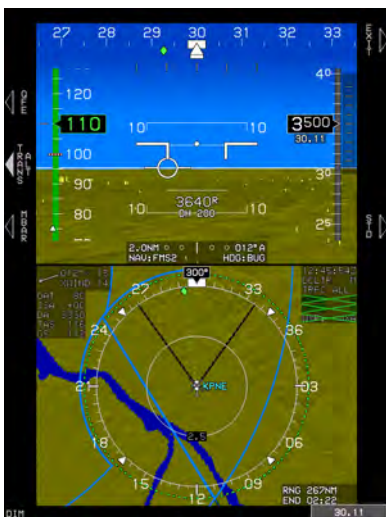 27 28 29 30 31 32 33
EXIT
QFE
120
110
100
90
80
TRANS ALT
MBAR
STD
40
3500
30.11
30
25
10 10
3640R
DH 200
10 10
2.0NM 012°A
NAV:FMS2 HDG:BUG
300°
27 33
24 36
21 03
18 06
15 12 09
KPNE
2.5
RNG 267NM
END 02:22
DIM
30.11